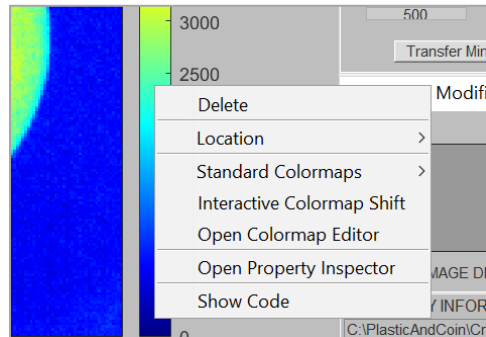 3000
2500
0
500
Transfer Min
Modifi
Delete
Location
Standard Colormaps
Interactive Colormap Shift
Open Colormap Editor
Open Property Inspector
Show Code
MAGE DI
Y INFOR
C:\PlasticAndCoin\Cr